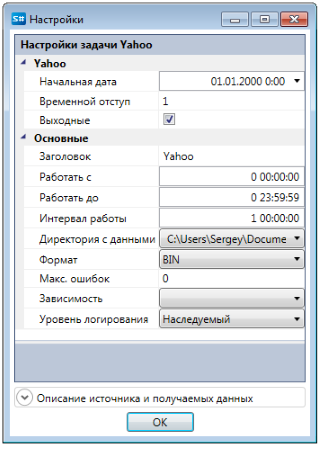 S# Настройки
Настройки задачи Yahoo
Yahoo
Начальная дата 01.01.2000 0:00
Временной отступ 1
Выходные
Основные
Заголовок Yahoo
Работать с 0 00:00:00
Работать до 0 23:59:59
Интервал работы 1 00:00:00
Директория с данными C:\Users\Sergey\Docume
Формат BIN
Макс. ошибок 0
Зависимость
Уровень логирования Наследуемый
Описание источника и получаемых данных
OK